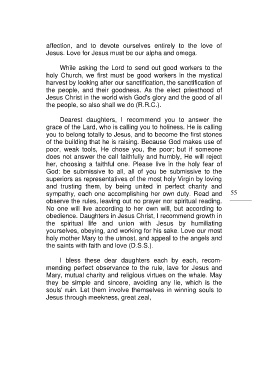 affection, and to devote ourselves entirely to the love of
Jesus. Love for Jesus must be our alpha and omega.
While asking the Lord to send out good workers to the
holy Church, we first must be good workers in the mystical
harvest by looking after our sanctification, the sanctification of
the people, and their goodness. As the elect priesthood of
Jesus Christ in the world wish God's glory and the good of all
the people, so also shall we do (R.R.C.).
Dearest daughters, I recommend you to answer the
grace of the Lord, who is calling you to holiness. He is calling
you to belong totally to Jesus, and to become the first stones
of the building that he is raising. Because God makes use of
poor, weak tools, He chose you, the poor; but if someone
does not answer the call faithfully and humbly, He will reject
her, choosing a faithful one. Please live in the holy fear of
God: be submissive to all, all of you be submissive to the
superiors as representatives of the most holy Virgin by loving
and trusting them, by being united in perfect charity and
sympathy, each one accomplishing her own duty. Read and
observe the rules, leaving out no prayer nor spiritual reading.
No one will live according to her own will, but according to
obedience. Daughters in Jesus Christ, I recommend growth in
the spiritual life and union with Jesus by humiliating
yourselves, obeying, and working for his sake. Love our most
holy mother Mary to the utmost, and appeal to the angels and
the saints with faith and love (D.S.S.).
I bless these dear daughters each by each, recom-
mending perfect observance to the rule, lave for Jesus and
Mary, mutual charity and religious virtues on the whale. May
they be simple and sincere, avoiding any lie, which is the
souls' ruin. Let them involve themselves in winning souls to
Jesus through meekness, great zeal,
55